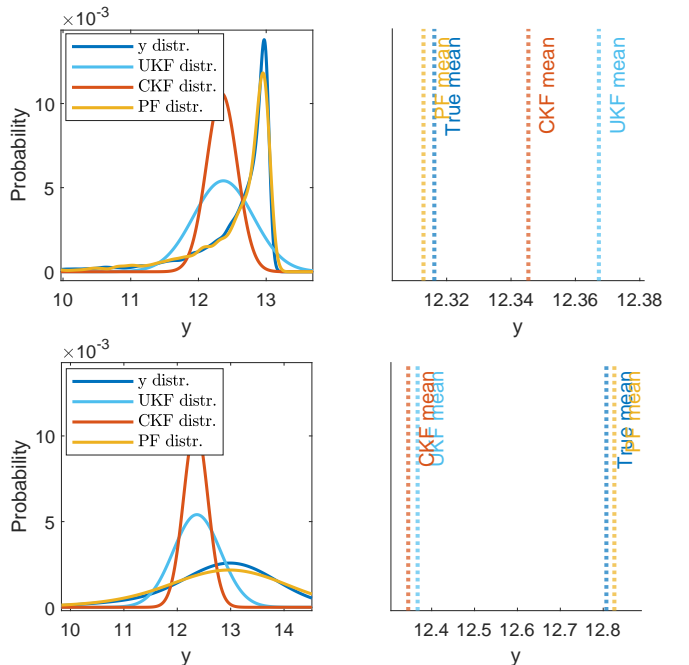 ×10⁻³
y distr.
UKF distr.
CKF distr.
PF distr.
Probability
10
5
0
10
11
12
13
y
PF mean
True mean
CKF mean
UKF mean
12.32
12.34
12.36
12.38
y
×10⁻³
y distr.
UKF distr.
CKF distr.
PF distr.
Probability
10
5
0
10
11
12
13
14
y
CKF mean
UKF mean
True mean
PF mean
12.4
12.5
12.6
12.7
12.8
y